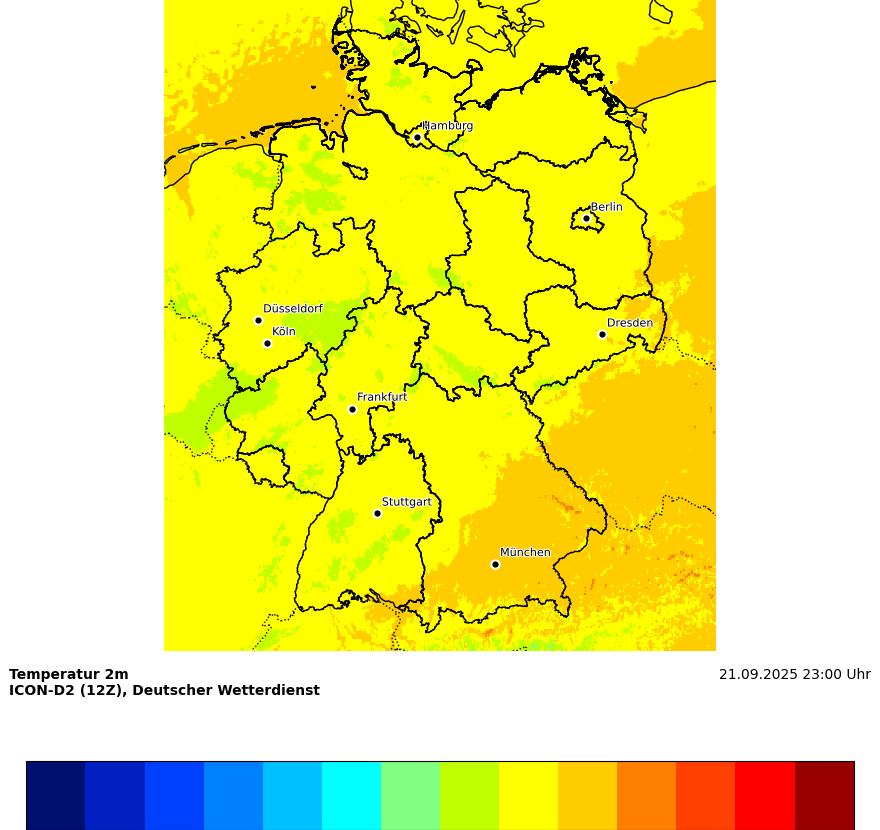 Hamburg
Berlin
Düsseldorf
Köln
Dresden
Frankfurt
Stuttgart
München
Temperatur 2m
21.09.2025 23:00 Uhr
ICON-D2 (12Z), Deutscher Wetterdienst